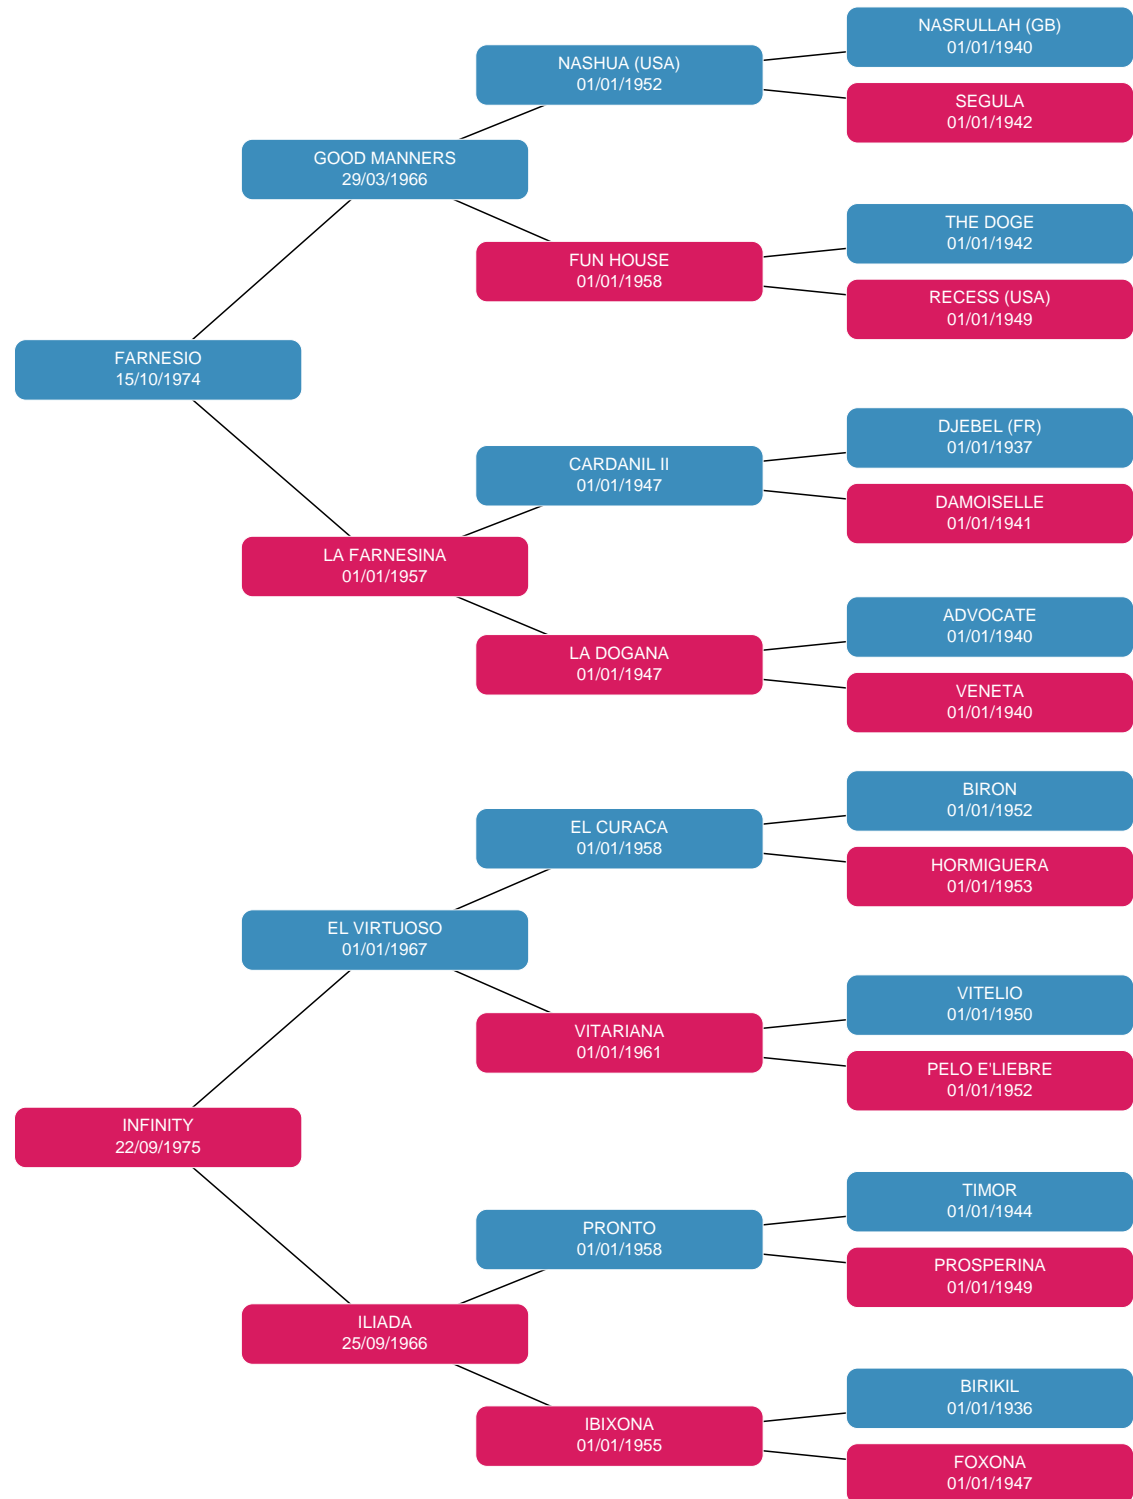 NASRULLAH (GB)
01/01/1940
NASHUA (USA)
01/01/1952
SEGULA
01/01/1942
GOOD MANNERS
29/03/1966
THE DOGE
01/01/1942
FUN HOUSE
01/01/1958
RECESS (USA)
01/01/1949
FARNESIO
15/10/1974
DJEBEL (FR)
01/01/1937
CARDANIL II
01/01/1947
DAMOISELLE
01/01/1941
LA FARNESINA
01/01/1957
ADVOCATE
01/01/1940
LA DOGANA
01/01/1947
VENETA
01/01/1940
BIRON
01/01/1952
EL CURACA
01/01/1958
HORMIGUERA
01/01/1953
EL VIRTUOSO
01/01/1967
VITELIO
01/01/1950
VITARIANA
01/01/1961
PELO E'LIEBRE
01/01/1952
INFINITY
22/09/1975
TIMOR
01/01/1944
PRONTO
01/01/1958
PROSPERINA
01/01/1949
ILIADA
25/09/1966
BIRIKIL
01/01/1936
IBIXONA
01/01/1955
FOXONA
01/01/1947